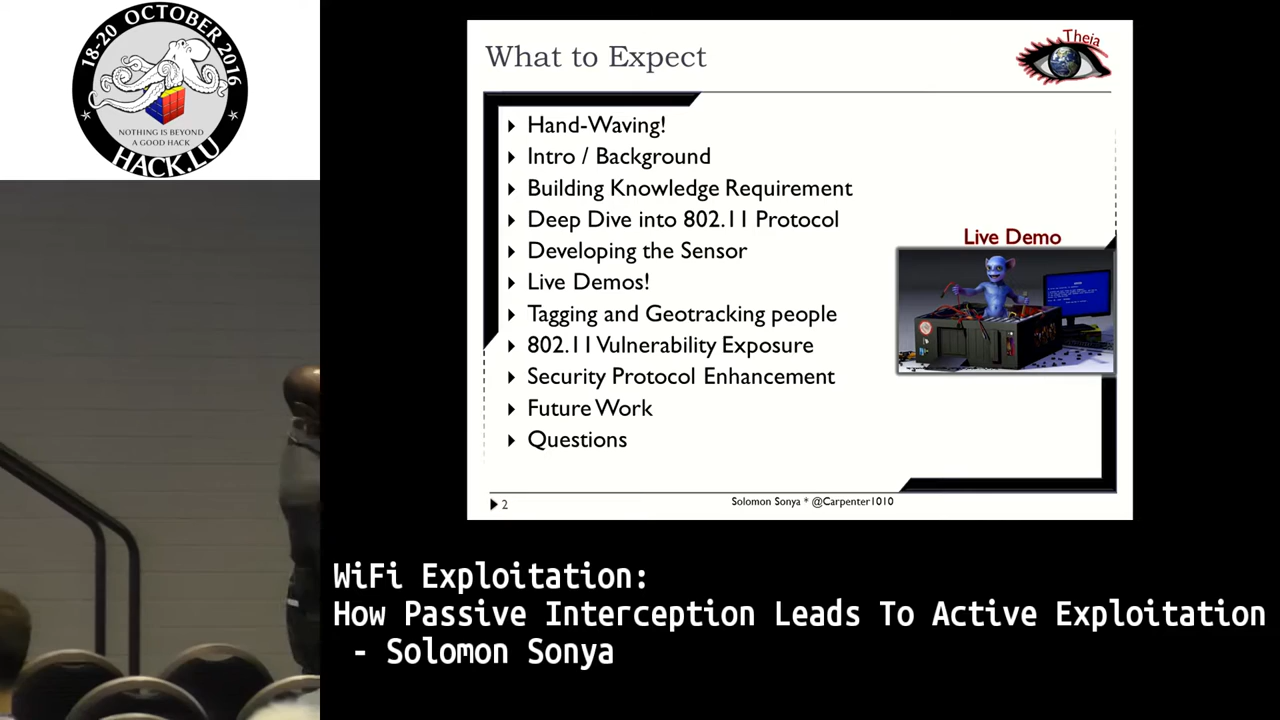 18-20 OCTOBER 2016
NOTHING IS BEYOND
A GOOD HACK
HACK.LU
What to Expect
Theia
Hand-Waving!
Intro / Background
Building Knowledge Requirement
Deep Dive into 802.11 Protocol
Developing the Sensor
Live Demos!
Tagging and Geotracking people
802.11 Vulnerability Exposure
Security Protocol Enhancement
Future Work
Questions
Live Demo
2
Solomon Sonya * @Carpenter1010
WiFi Exploitation:
How Passive Interception Leads To Active Exploitation
- Solomon Sonya